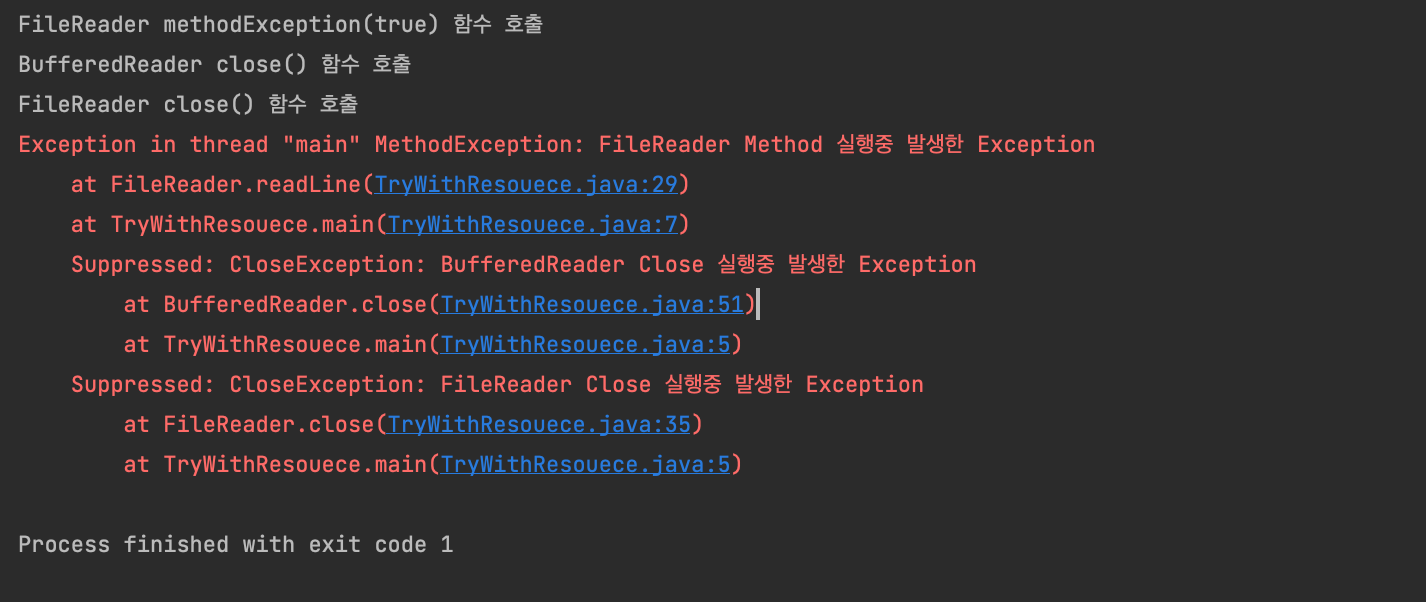 FileReader methodException(true) 함수 호출
BufferedReader close() 함수 호출
FileReader close() 함수 호출
Exception in thread "main" MethodException: FileReader Method 실행중 발생한 Exception
    at FileReader.readLine(TryWithResouece.java:29)
    at TryWithResouece.main(TryWithResouece.java:7)
    Suppressed: CloseException: BufferedReader Close 실행중 발생한 Exception
        at BufferedReader.close(TryWithResouece.java:51)
        at TryWithResouece.main(TryWithResouece.java:5)
    Suppressed: CloseException: FileReader Close 실행중 발생한 Exception
        at FileReader.close(TryWithResouece.java:35)
        at TryWithResouece.main(TryWithResouece.java:5)
Process finished with exit code 1